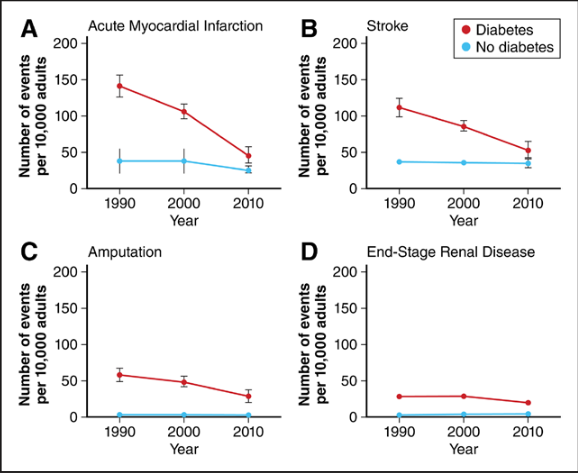 A Acute Myocardial Infarction
Number of events
per 10,000 adults
200
150
100
50
0
1990 2000 2010
Year
B Stroke
Diabetes
No diabetes
Number of events
per 10,000 adults
200
150
100
50
0
1990 2000 2010
Year
C Amputation
Number of events
per 10,000 adults
200
150
100
50
0
1990 2000 2010
Year
D End-Stage Renal Disease
Number of events
per 10,000 adults
200
150
100
50
0
1990 2000 2010
Year